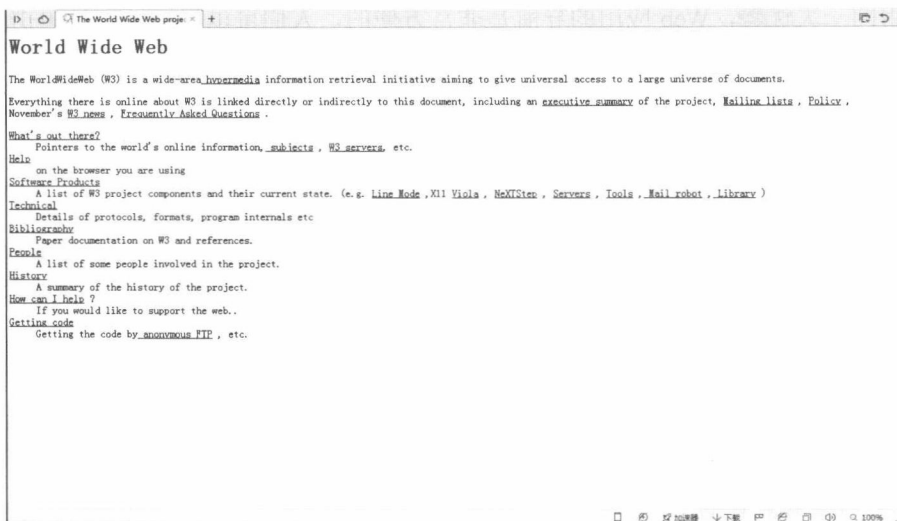 The World Wide Web proje
World Wide Web
The WorldWideWeb (W3) is a wide-area hypermedia information retrieval initiative aiming to give universal access to a large universe of documents.
Everything there is online about W3 is linked directly or indirectly to this document, including an executive summary of the project, Mailing lists , Policy ,
November's W3 news , Frequently Asked Questions .
What's out there?
Pointers to the world's online information, subjects , W3 servers, etc.
Help
on the browser you are using
Software Products
A list of W3 project components and their current state. (e.g. Line Mode ,X11 Viola , NeXTStep , Servers , Tools , Mail robot , Library )
Technical
Details of protocols, formats, program internals etc
Bibliography
Paper documentation on W3 and references.
People
A list of some people involved in the project.
History
A summary of the history of the project.
How can I help ?
If you would like to support the web..
Getting code
Getting the code by anonymous FTP , etc.
加速器 下载 100%